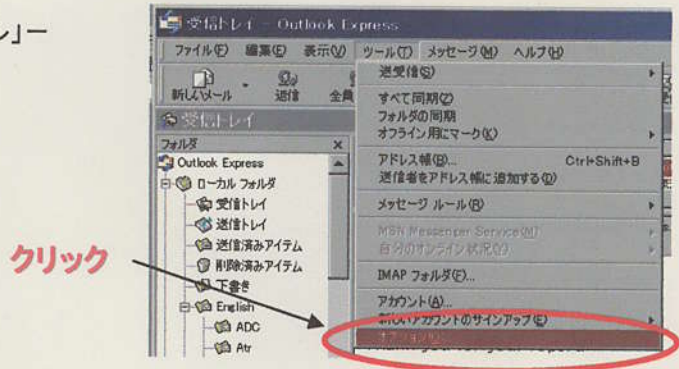 ル」ー
受信トレイ - Outlook Express
ファイル(F) 編集(E) 表示(V) ツール(T) メッセージ(M) ヘルプ(H)
新しいメール 返信 全員
受信トレイ
フォルダ ×
Outlook Express
ローカル フォルダ
受信トレイ
送信トレイ
送信済みアイテム
削除済みアイテム
下書き
English
ADC
Atr
送受信(S)
すべて同期(Z)
フォルダの同期
オフライン用にマーク(K)
アドレス帳(B)... Ctrl+Shift+B
送信者をアドレス帳に追加する(D)
メッセージ ルール(R)
MSN Messenger Service(M)
自分のオンライン状況(Y)
IMAP フォルダ(F)...
アカウント(A)...
新しいアカウントのサインアップ(E)
オプション(O)...
クリック